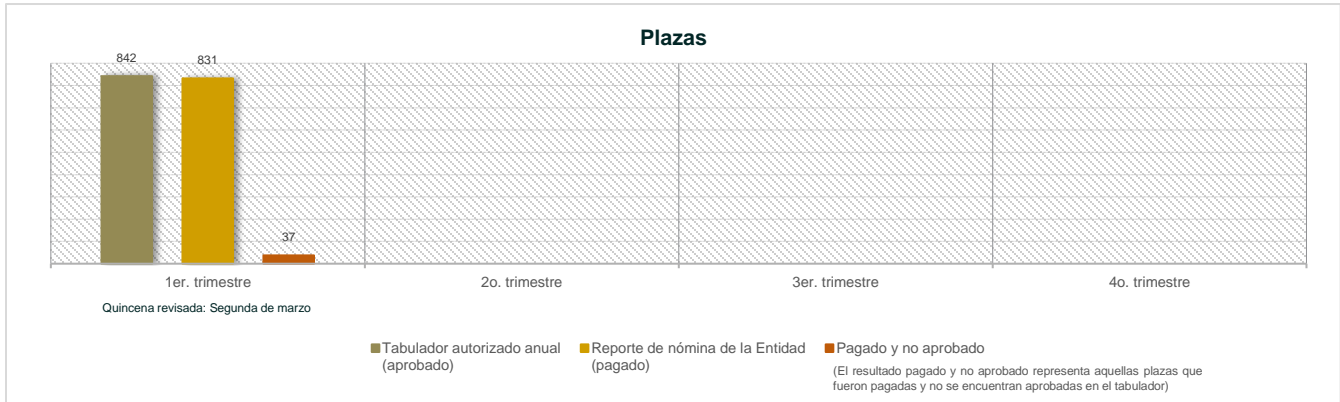 Plazas
842
831
37
1er. trimestre
2o. trimestre
3er. trimestre
4o. trimestre
Quincena revisada: Segunda de marzo
Tabulador autorizado anual
(aprobado)
Reporte de nómina de la Entidad
(pagado)
Pagado y no aprobado
(El resultado pagado y no aprobado representa aquellas plazas que
fueron pagadas y no se encuentran aprobadas en el tabulador)